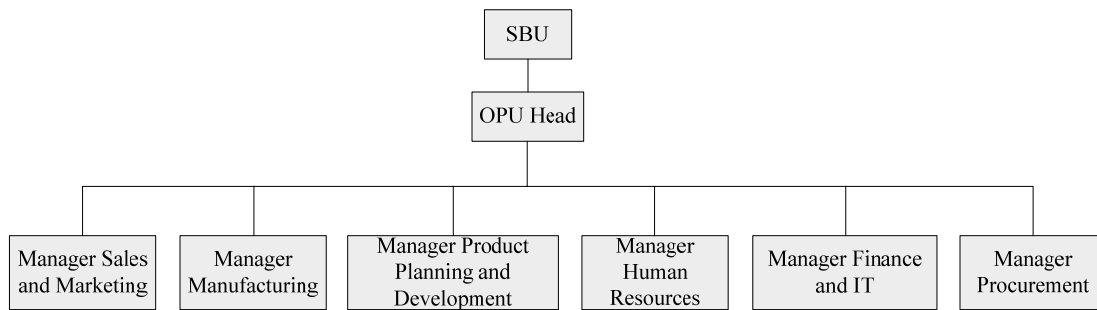 SBU
OPU Head
Manager Sales
and Marketing
Manager
Manufacturing
Manager Product
Planning and
Development
Manager
Human
Resources
Manager Finance
and IT
Manager
Procurement